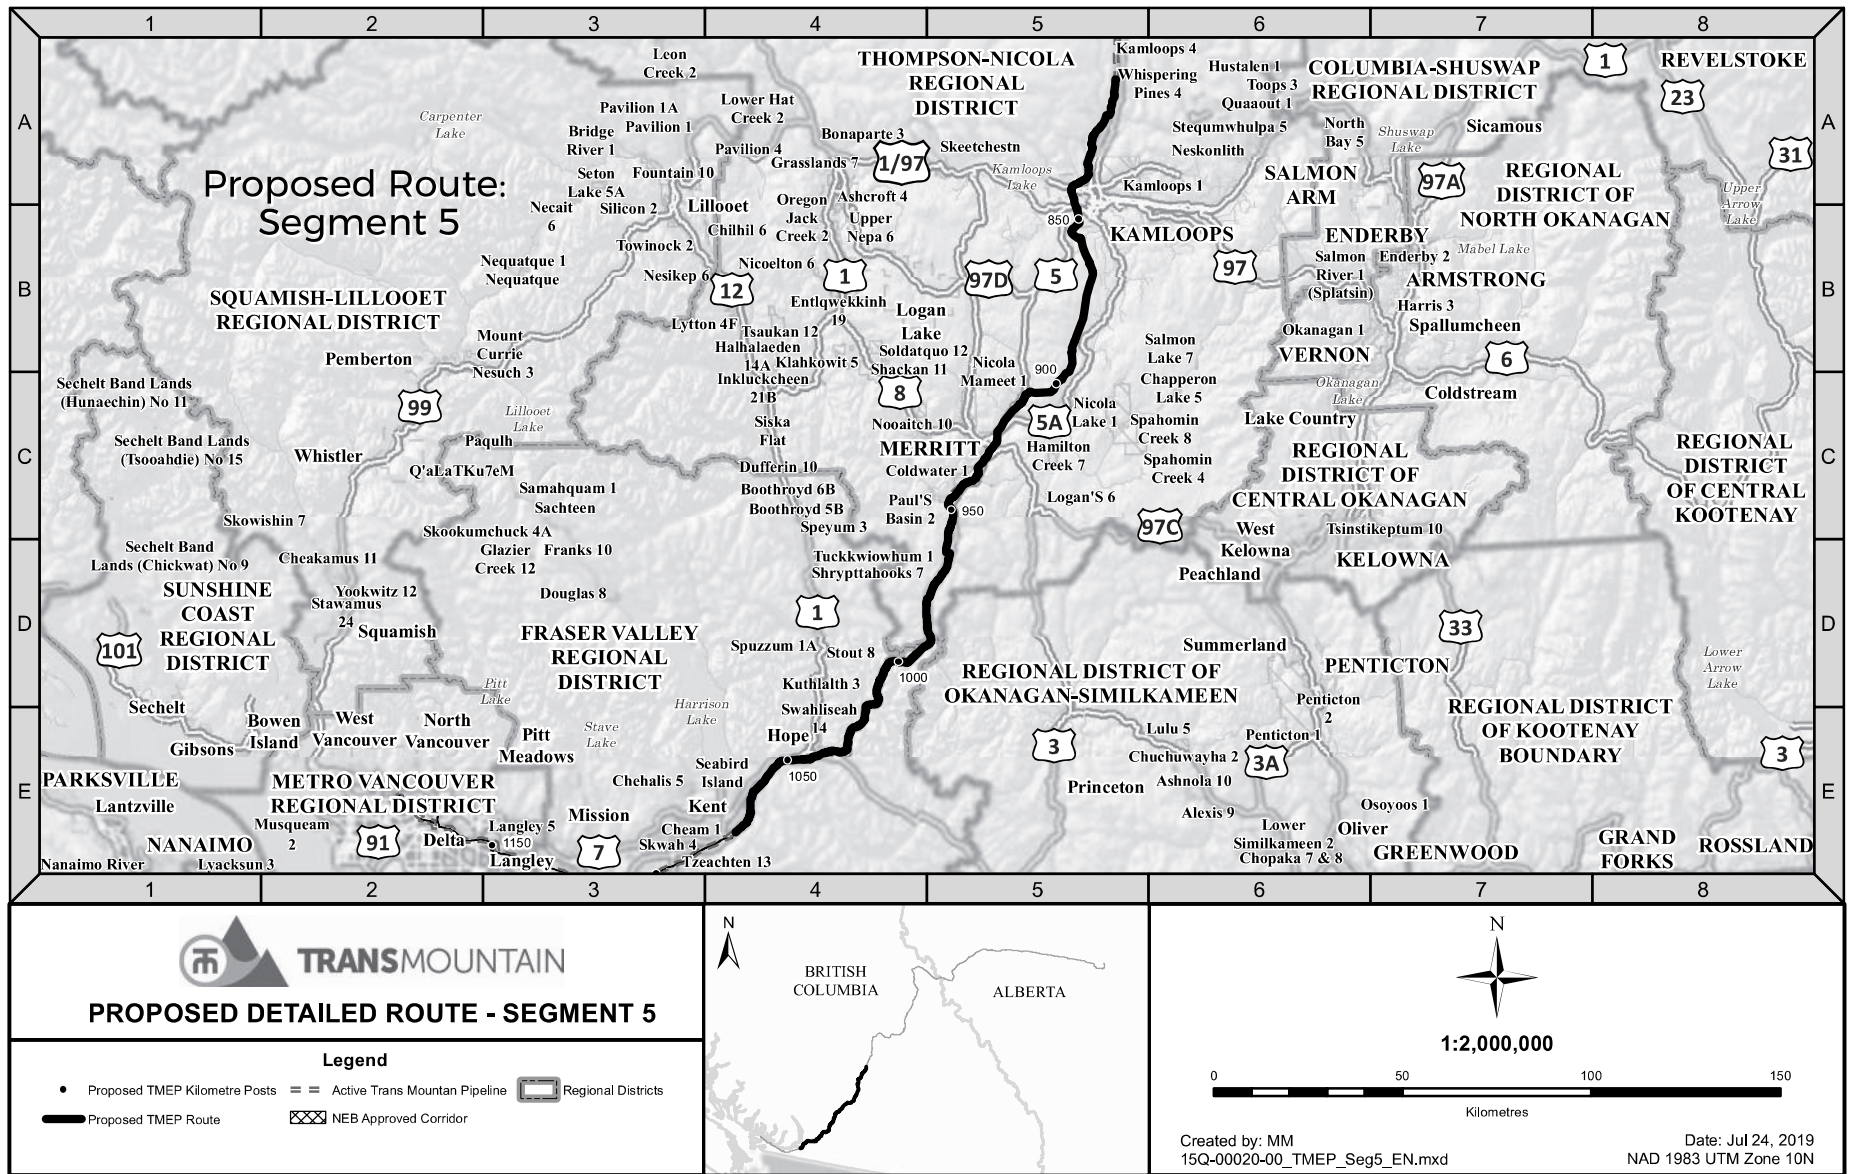 1 2 3 4 5 6 7 8
A
B
C
D
E
Proposed Route:
Segment 5
Leon
Creek 2
THOMPSON-NICOLA
REGIONAL
DISTRICT
Kamloops 4
Whispering
Pines 4
Hustalen 1
Toops 3
Quaaout 1
COLUMBIA-SHUSWAP
REGIONAL DISTRICT
1
REVELSTOKE
23
Carpenter
Lake
Pavilion 1A
Pavilion 1
Bridge
River 1
Lower Hat
Creek 2
Pavilion 4
Bonaparte 3
Grasslands 7
1/97
Skeetchestn
Kamloops
Lake
Stequmwhulpa 5
Neskonlith
North
Bay 5
Shuswap
Lake
Sicamous
31
Seton
Lake 5A
Fountain 10
Necait
6
Silicon 2
Lillooet
Oregon
Jack
Creek 2
Ashcroft 4
Upper
Nepa 6
Kamloops 1
SALMON
ARM
97A
REGIONAL
DISTRICT OF
NORTH OKANAGAN
Upper
Arrow
Lake
Towinock 2
Chilhil 6
850
KAMLOOPS
ENDERBY
Salmon
River 1
(Splatsin)
Enderby 2
Mabel Lake
Nequatque 1
Nequatque
Nesikep 6
Nicoelton 6
12
1
97D
5
97
ARMSTRONG
SQUAMISH-LILLOOET
REGIONAL DISTRICT
Entlqwekkinh
19
Logan
Lake
Harris 3
Spallumcheen
Lytton 4F
Tsaukan 12
Halhalaeden
14A
Klahkowit 5
Soldatquo 12
Shackan 11
Okanagan 1
VERNON
6
Pemberton
Mount
Currie
Nesuch 3
Inkluckcheen
21B
8
Nicola
Mameet 1
900
Salmon
Lake 7
Chapperon
Lake 5
Okanagan
Lake
Coldstream
Sechelt Band Lands
(Hunaechin) No 11
99
Lillooet
Lake
Siska
Flat
Nooaitch 10
5A
Nicola
Lake 1
Spahomin
Creek 8
Lake Country
Sechelt Band Lands
(Tsooahdie) No 15
Whistler
Paqulh
Q'aLaTKu7eM
MERRITT
Coldwater 1
Hamilton
Creek 7
Spahomin
Creek 4
REGIONAL
DISTRICT OF
CENTRAL OKANAGAN
REGIONAL
DISTRICT
OF CENTRAL
KOOTENAY
Samahquam 1
Sachteen
Dufferin 10
Boothroyd 6B
Boothroyd 5B
Speyum 3
Paul'S
Basin 2
950
Logan'S 6
Skowishin 7
Skookumchuck 4A
97C
West
Kelowna
Tsinstikeptum 10
Sechelt Band
Lands (Chickwat) No 9
Cheakamus 11
Glazier
Creek 12
Franks 10
Tuckkwiowhum 1
Shrypttahooks 7
Peachland
KELOWNA
SUNSHINE
COAST
REGIONAL
DISTRICT
Yookwitz 12
Stawamus
24
Squamish
Douglas 8
1
33
101
FRASER VALLEY
REGIONAL
DISTRICT
Spuzzum 1A
Stout 8
1000
REGIONAL DISTRICT OF
OKANAGAN-SIMILKAMEEN
Summerland
PENTICTON
Lower
Arrow
Lake
Sechelt
Pitt
Lake
Harrison
Lake
Kuthlalth 3
Swahliseah
14
Penticton
2
REGIONAL DISTRICT
OF KOOTENAY
BOUNDARY
Gibsons
Bowen
Island
West
Vancouver
North
Vancouver
Pitt
Meadows
Stave
Lake
Hope
3
Lulu 5
Chuchuwayha 2
Penticton 1
3A
3
PARKSVILLE
Lantzville
METRO VANCOUVER
REGIONAL DISTRICT
Chehalis 5
Seabird
Island
1050
Princeton
Ashnola 10
Alexis 9
Osoyoos 1
NANAIMO
Musqueam
2
91
Delta
Langley 5
1150
Langley
Mission
7
Kent
Cheam 1
Skwah 4
Tzeachten 13
Lower
Similkameen 2
Chopaka 7 & 8
Oliver
GREENWOOD
GRAND
FORKS
ROSSLAND
Nanaimo River
Lyacksun 3
A
B
C
D
E
1 2 3 4 5 6 7 8
TRANSMOUNTAIN
PROPOSED DETAILED ROUTE - SEGMENT 5
Legend
Proposed TMEP Kilometre Posts
Active Trans Mountan Pipeline
Regional Districts
Proposed TMEP Route
NEB Approved Corridor
N
BRITISH
COLUMBIA
ALBERTA
N
1:2,000,000
0 50 100 150
Kilometres
Created by: MM
15Q-00020-00_TMEP_Seg5_EN.mxd
Date: Jul 24, 2019
NAD 1983 UTM Zone 10N